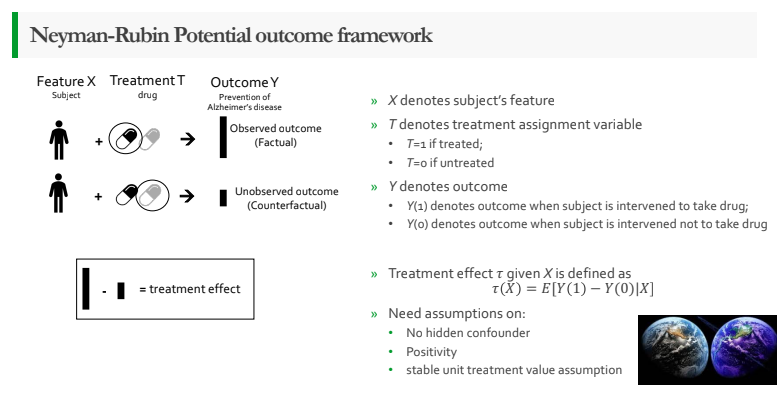 Neyman-Rubin Potential outcome framework
Feature X Treatment T Outcome Y
Subject drug Prevention of
Alzheimer's disease
+ → Observed outcome
(Factual)
+ → Unobserved outcome
(Counterfactual)
- = treatment effect
» X denotes subject's feature
» T denotes treatment assignment variable
• T=1 if treated;
• T=0 if untreated
» Y denotes outcome
• Y(1) denotes outcome when subject is intervened to take drug;
• Y(0) denotes outcome when subject is intervened not to take drug
» Treatment effect τ given X is defined as
τ(X) = E[Y(1) − Y(0)|X]
» Need assumptions on:
• No hidden confounder
• Positivity
• stable unit treatment value assumption